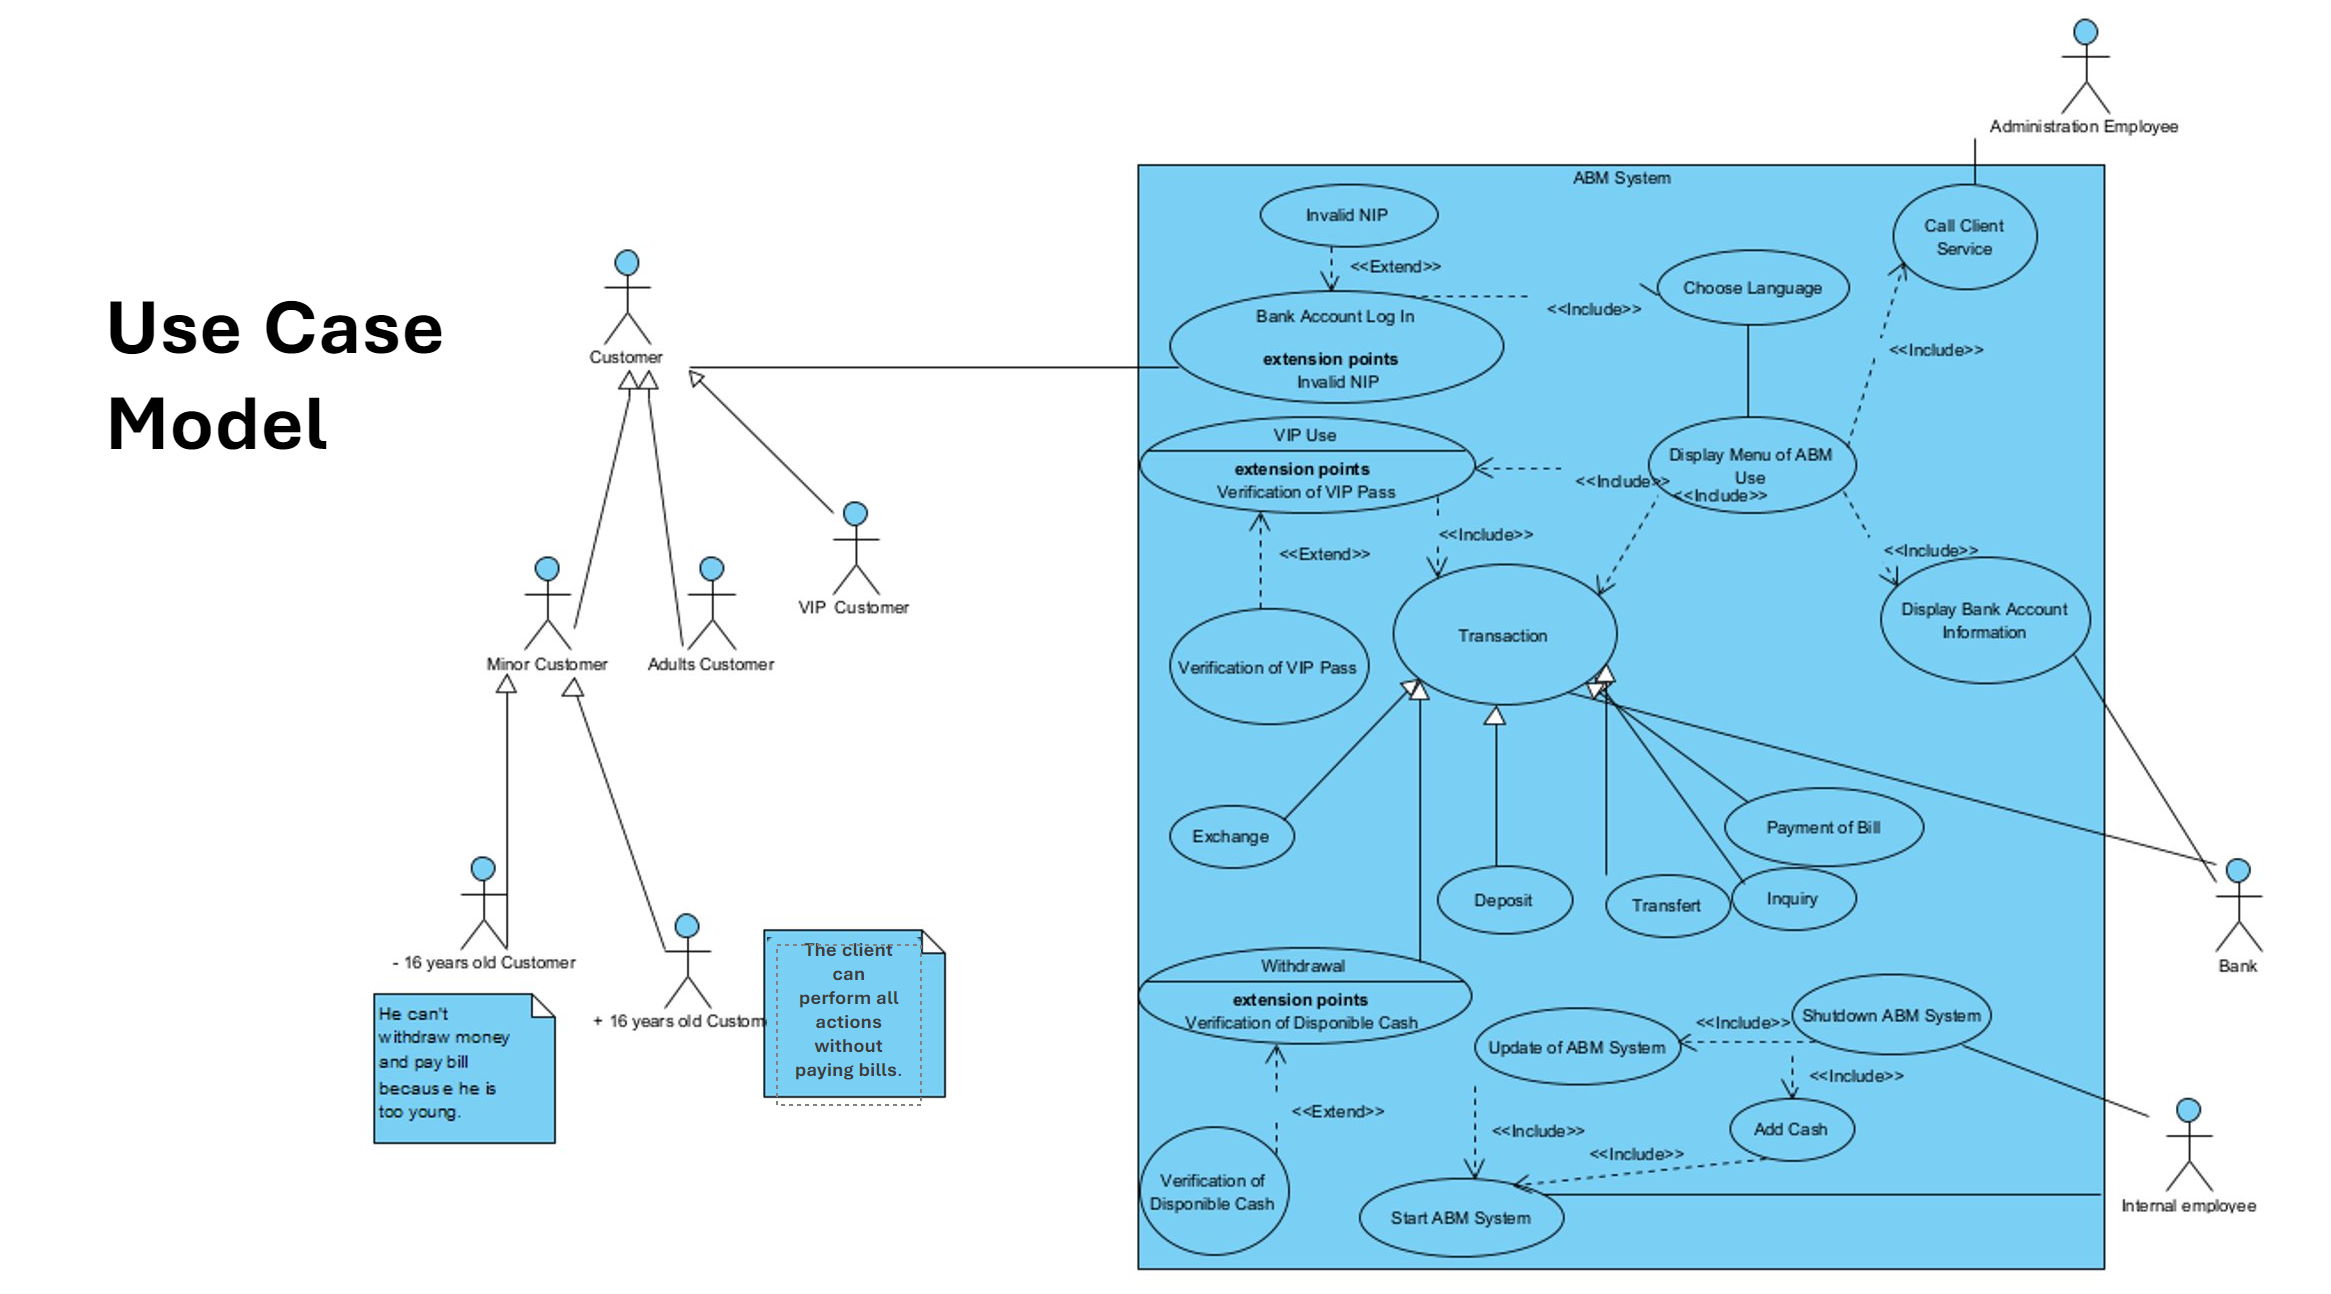 Use Case
Model
Administration Employee
ABM System
Invalid NIP
<<Extend>>
Call Client
Service
Choose Language
<<Include>>
Bank Account Log In
extension points
Invalid NIP
<<Include>>
Customer
VIP Use
extension points
Verification of VIP Pass
<<Include>>
Display Menu of ABM
Use
<<Include>>
<<Include>>
<<Extend>>
<<Include>>
Display Bank Account
Information
Transaction
Verification of VIP Pass
VIP Customer
Minor Customer
Adults Customer
Exchange
Payment of Bill
Deposit
Transfert
Inquiry
Bank
- 16 years old Customer
He can't
withdraw money
and pay bill
because he is
too young.
+ 16 years old Custom
The client
can
perform all
actions
without
paying bills.
Withdrawal
extension points
Verification of Disponible Cash
<<Extend>>
Verification of
Disponible Cash
Update of ABM System
<<Include>>
Shutdown ABM System
<<Include>>
Add Cash
<<Include>>
<<Include>>
Start ABM System
Internal employee